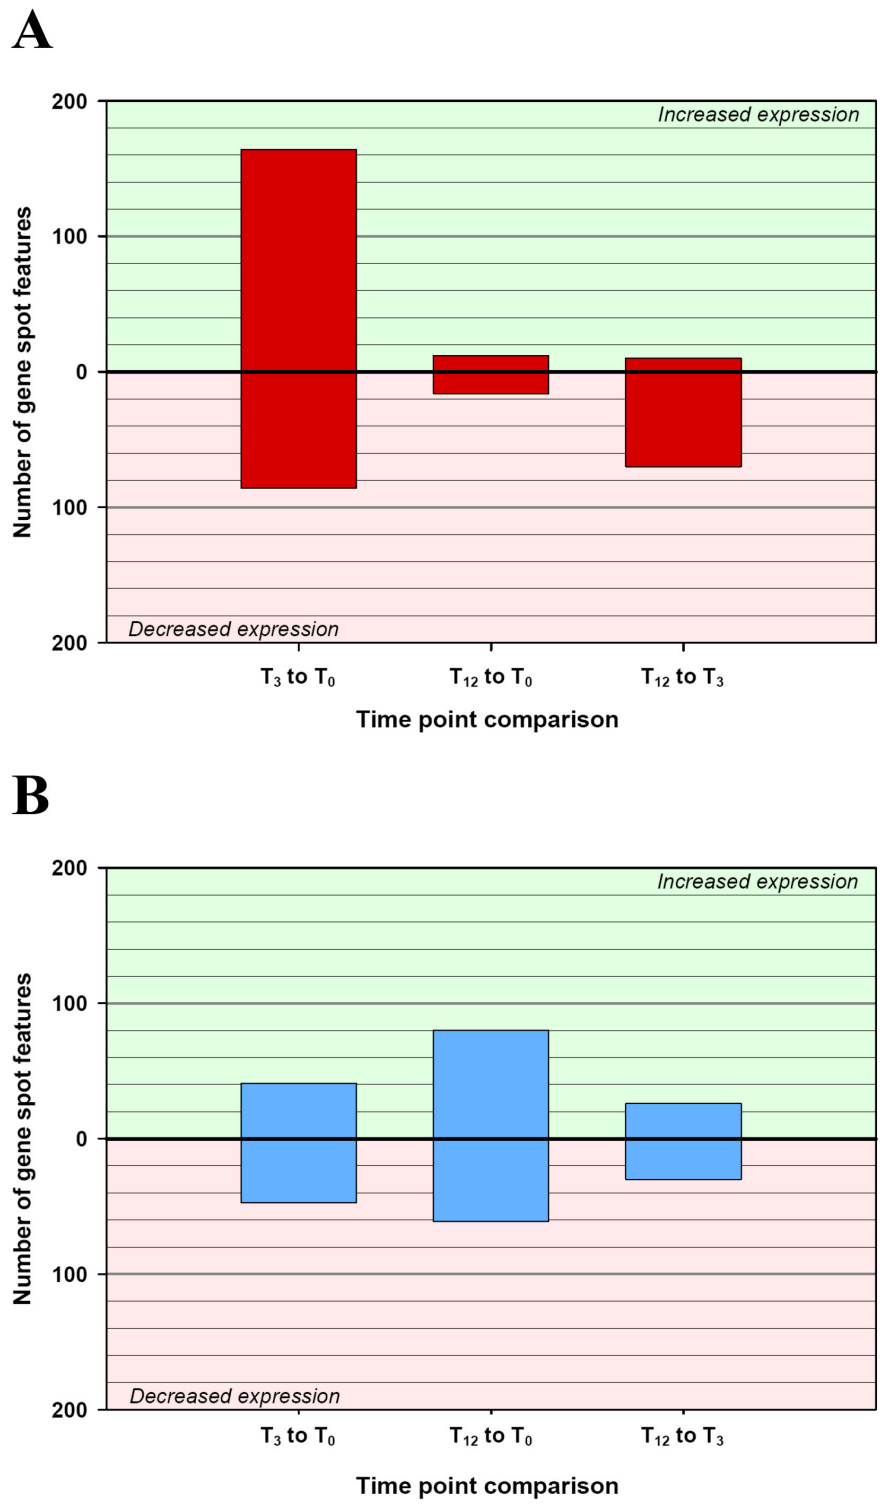 A
200
Increased expression
100
0
100
200
Decreased expression
Number of gene spot features
T₃ to T₀
T₁₂ to T₀
T₁₂ to T₃
Time point comparison
B
200
Increased expression
100
0
100
200
Decreased expression
Number of gene spot features
T₃ to T₀
T₁₂ to T₀
T₁₂ to T₃
Time point comparison